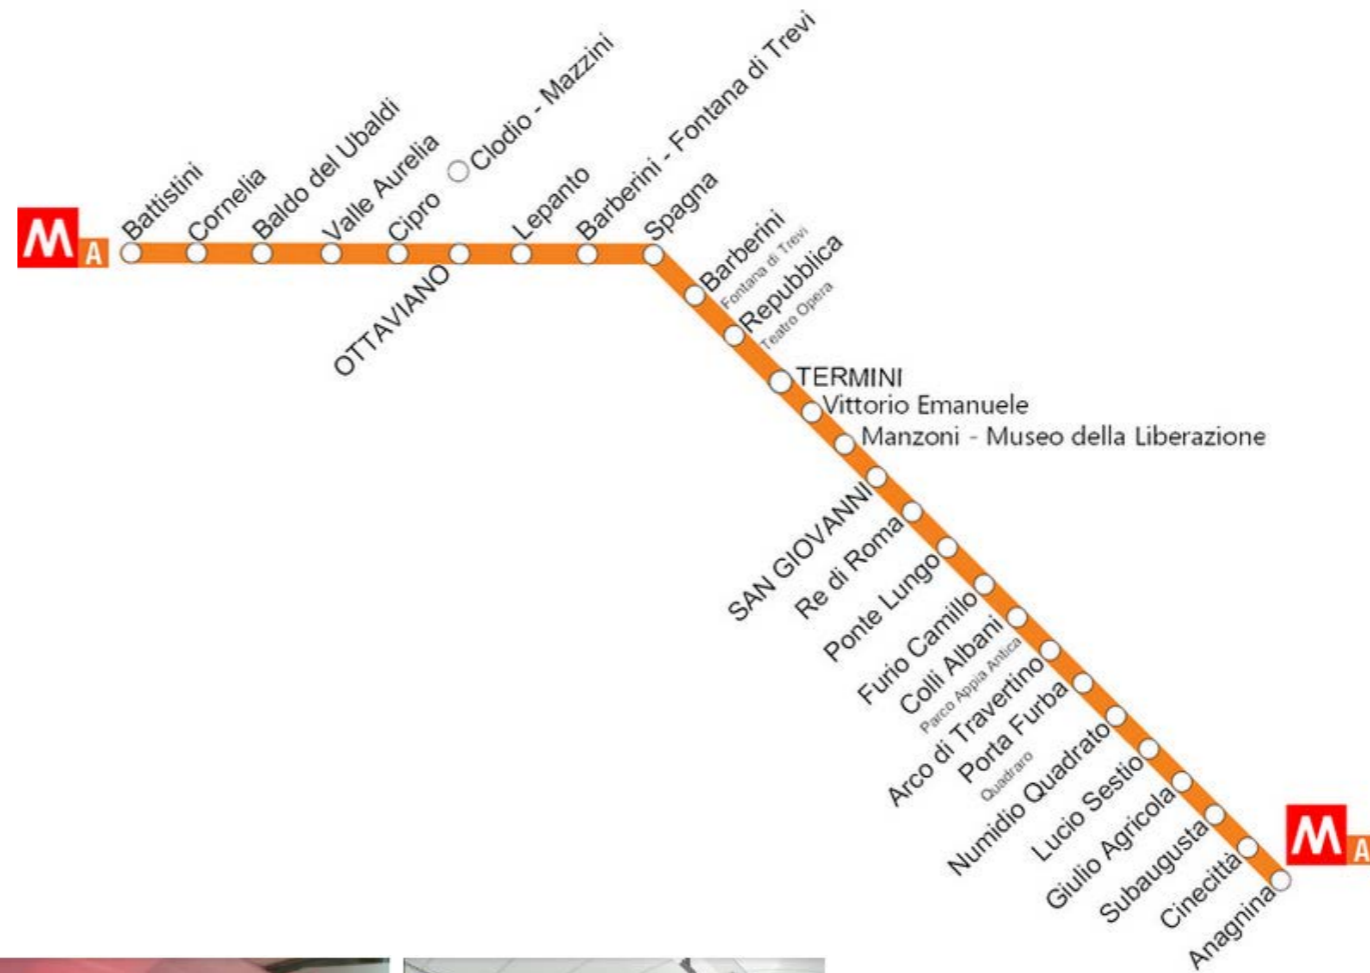 M
A
Battistini
Cornelia
Baldo del Ubaldi
Valle Aurelia
Cipro
Clodio - Mazzini
OTTAVIANO
Lepanto
Barberini - Fontana di Trevi
Spagna
Barberini
Fontana di Trevi
Repubblica
Teatro Opera
TERMINI
Vittorio Emanuele
Manzoni - Museo della Liberazione
SAN GIOVANNI
Re di Roma
Ponte Lungo
Furio Camillo
Colli Albani
Parco Appia Antica
Arco di Travertino
Porta Furba
Quadraro
Numidio Quadrato
Lucio Sestio
Giulio Agricola
Subaugusta
Cinecittà
Anagnina
M
A